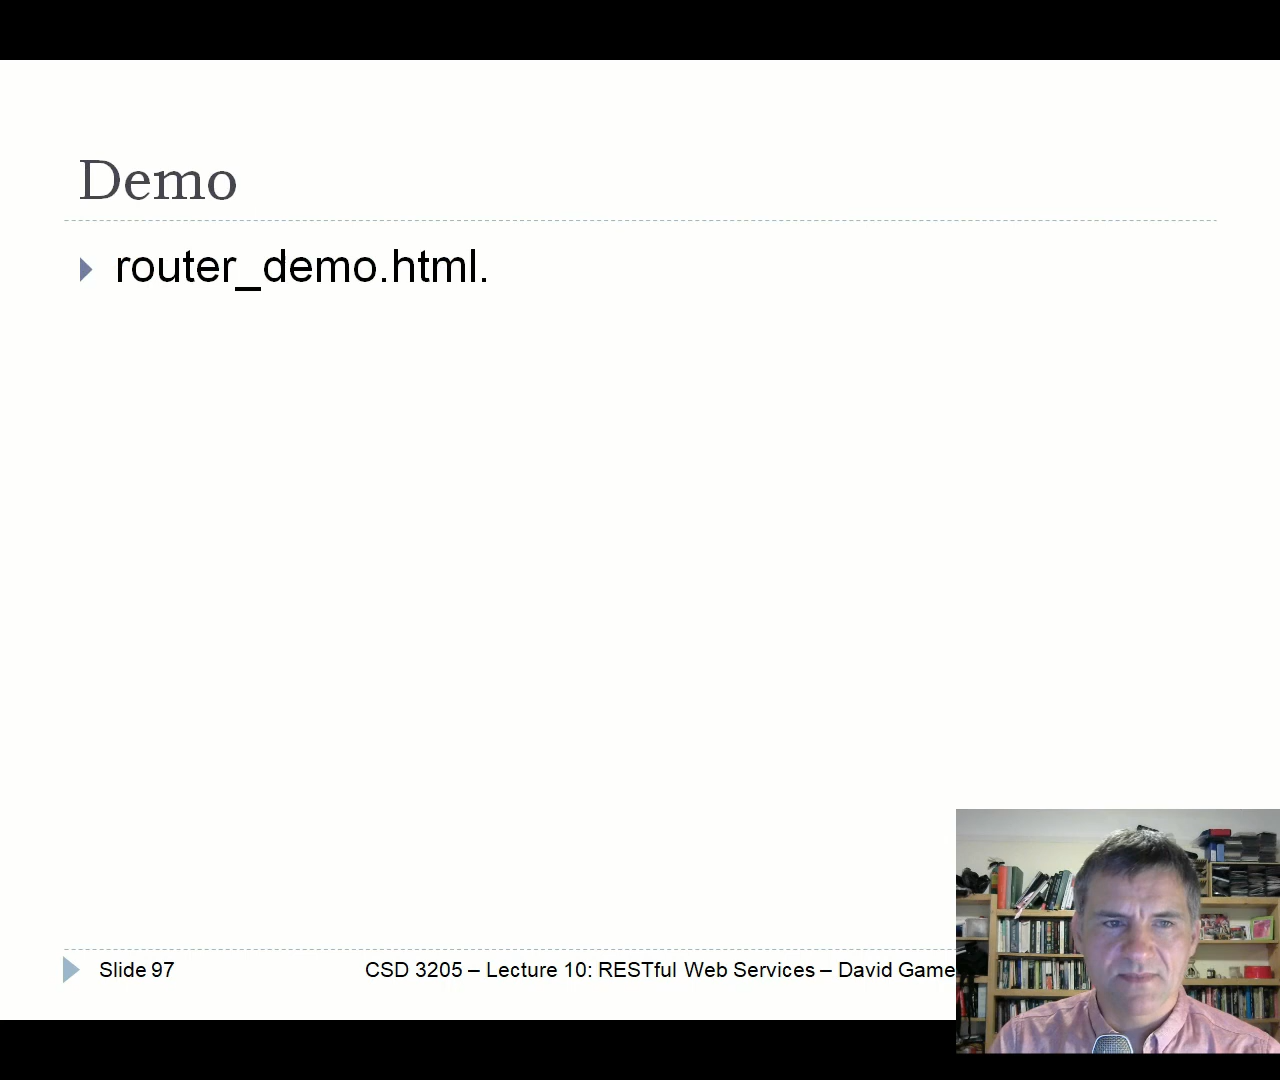 Demo
router_demo.html.
Slide 97
CSD 3205 – Lecture 10: RESTful Web Services – David Game